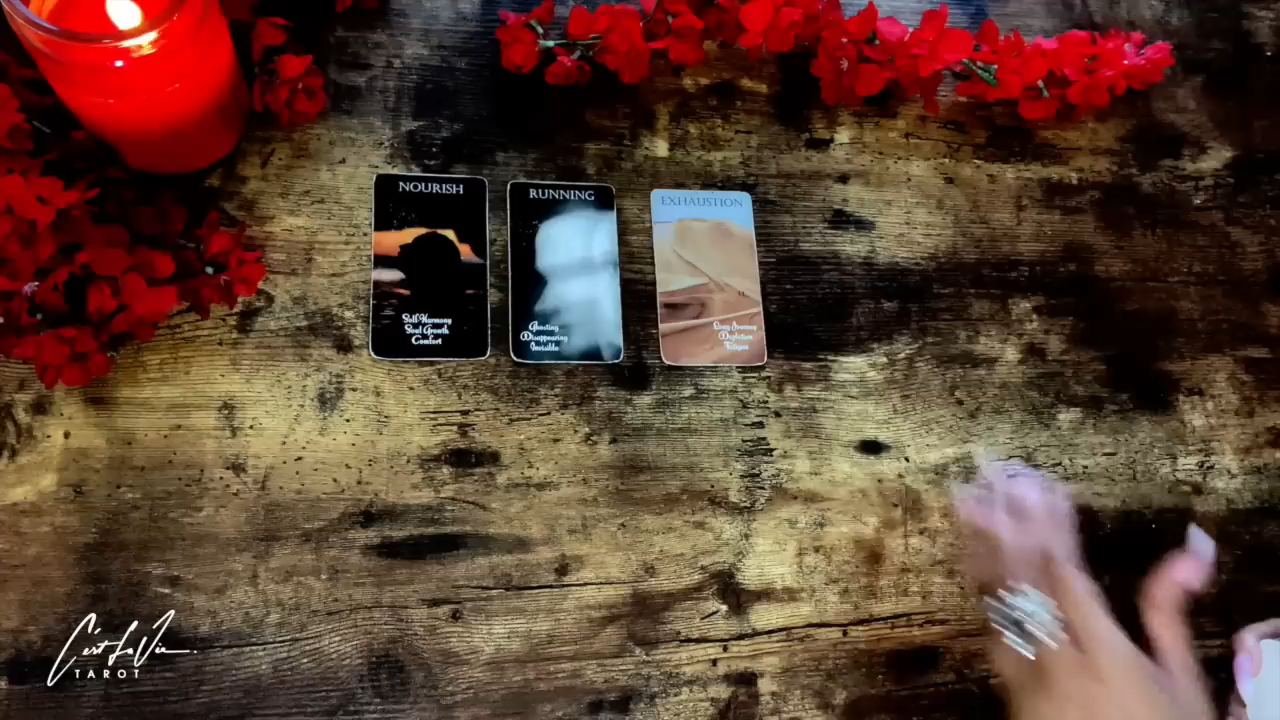 NOURISH
Self-Harmony
Soul Growth
Comfort
RUNNING
Ghosting
Disappearing
Invisible
EXHAUSTION
Long Journey
Depletion
Fatigue
C'est La Vie
TAROT